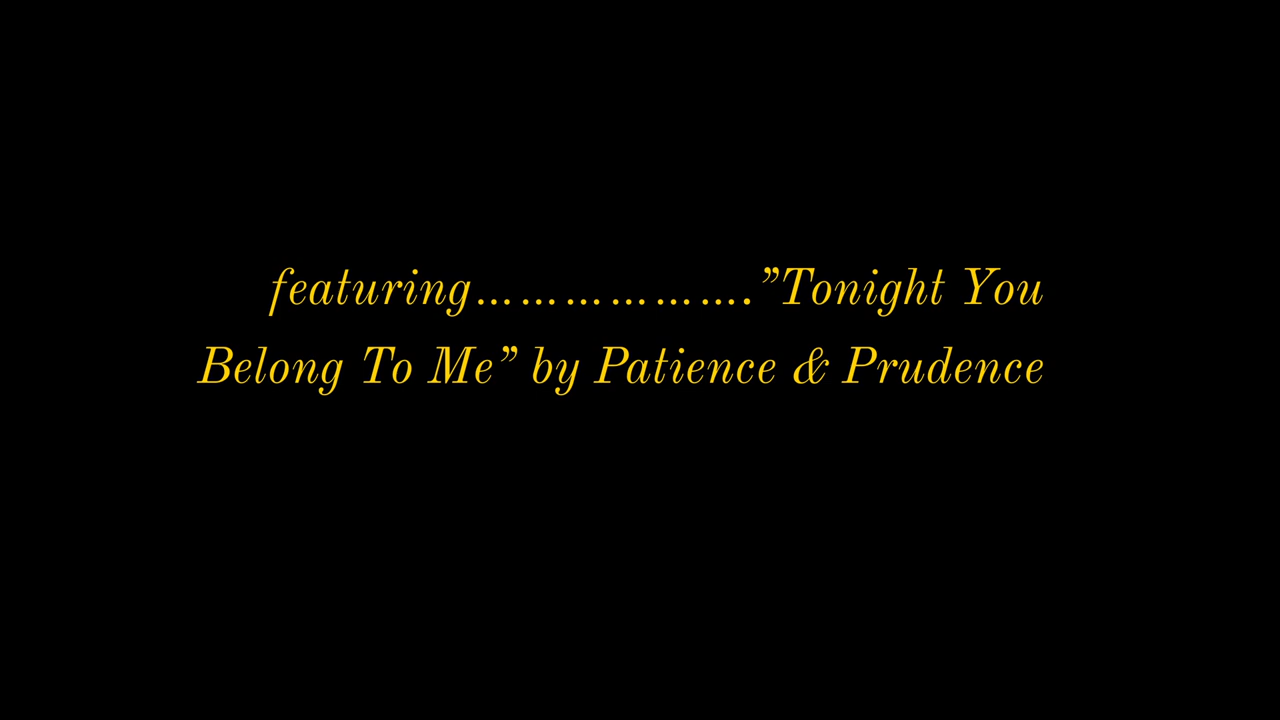 featuring……………….”Tonight You
Belong To Me” by Patience & Prudence